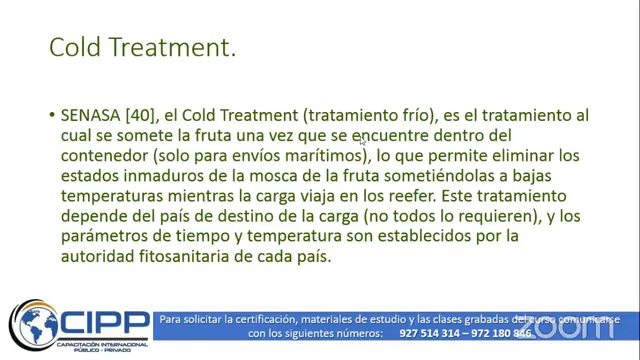 Cold Treatment.
• SENASA [40], el Cold Treatment (tratamiento frío), es el tratamiento al
cual se somete la fruta una vez que se encuentre dentro del
contenedor (solo para envíos marítimos), lo que permite eliminar los
estados inmaduros de la mosca de la fruta sometiéndolas a bajas
temperaturas mientras la carga viaja en los reefer. Este tratamiento
depende del país de destino de la carga (no todos lo requieren), y los
parámetros de tiempo y temperatura son establecidos por la
autoridad fitosanitaria de cada país.
CIPP
CAPACITACIÓN INTERNACIONAL
PÚBLICO - PRIVADO
Para solicitar la certificación, materiales de estudio y las clases grabadas del curso comunicarse
con los siguientes números: 927 514 314 – 972 180 846
zoom